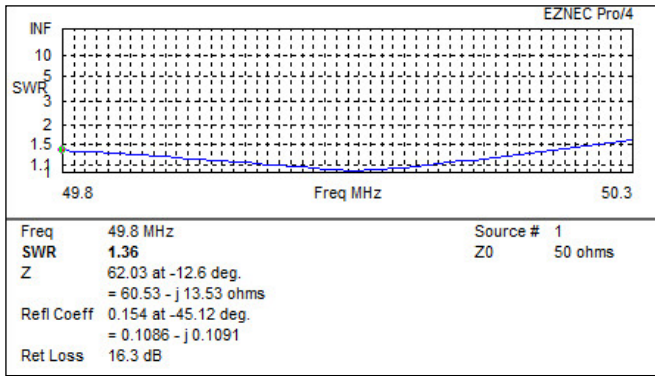 EZNEC Pro/4
INF
10
5
SWR
3
2
1.5
1.1
1
49.8 Freq MHz 50.3
Freq 49.8 MHz Source # 1
SWR 1.36 Z0 50 ohms
Z 62.03 at -12.6 deg.
= 60.53 - j 13.53 ohms
Refl Coeff 0.154 at -45.12 deg.
= 0.1086 - j 0.1091
Ret Loss 16.3 dB